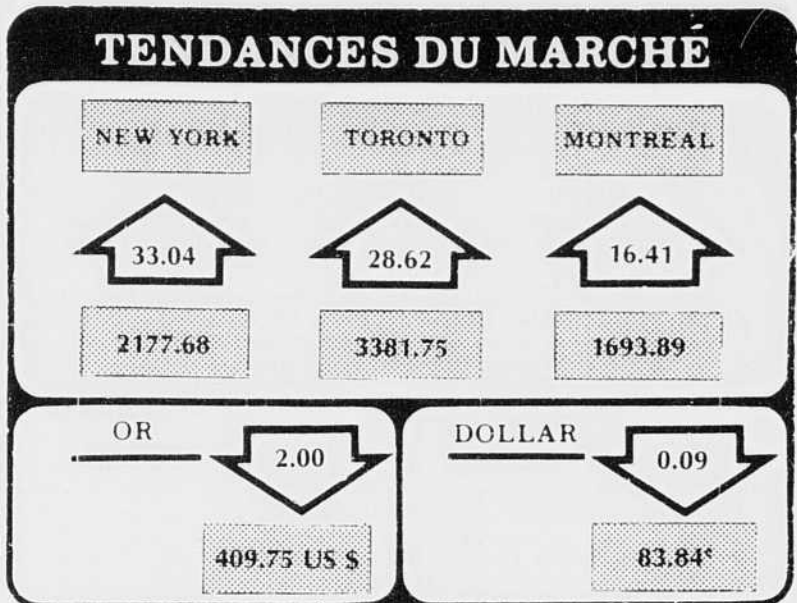 TENDANCES DU MARCHÉ
NEW YORK TORONTO MONTREAL
33.04 28.62 16.41
2177.68 3381.75 1693.89
OR
2.00
409.75 US $
DOLLAR
0.09
83.84¢